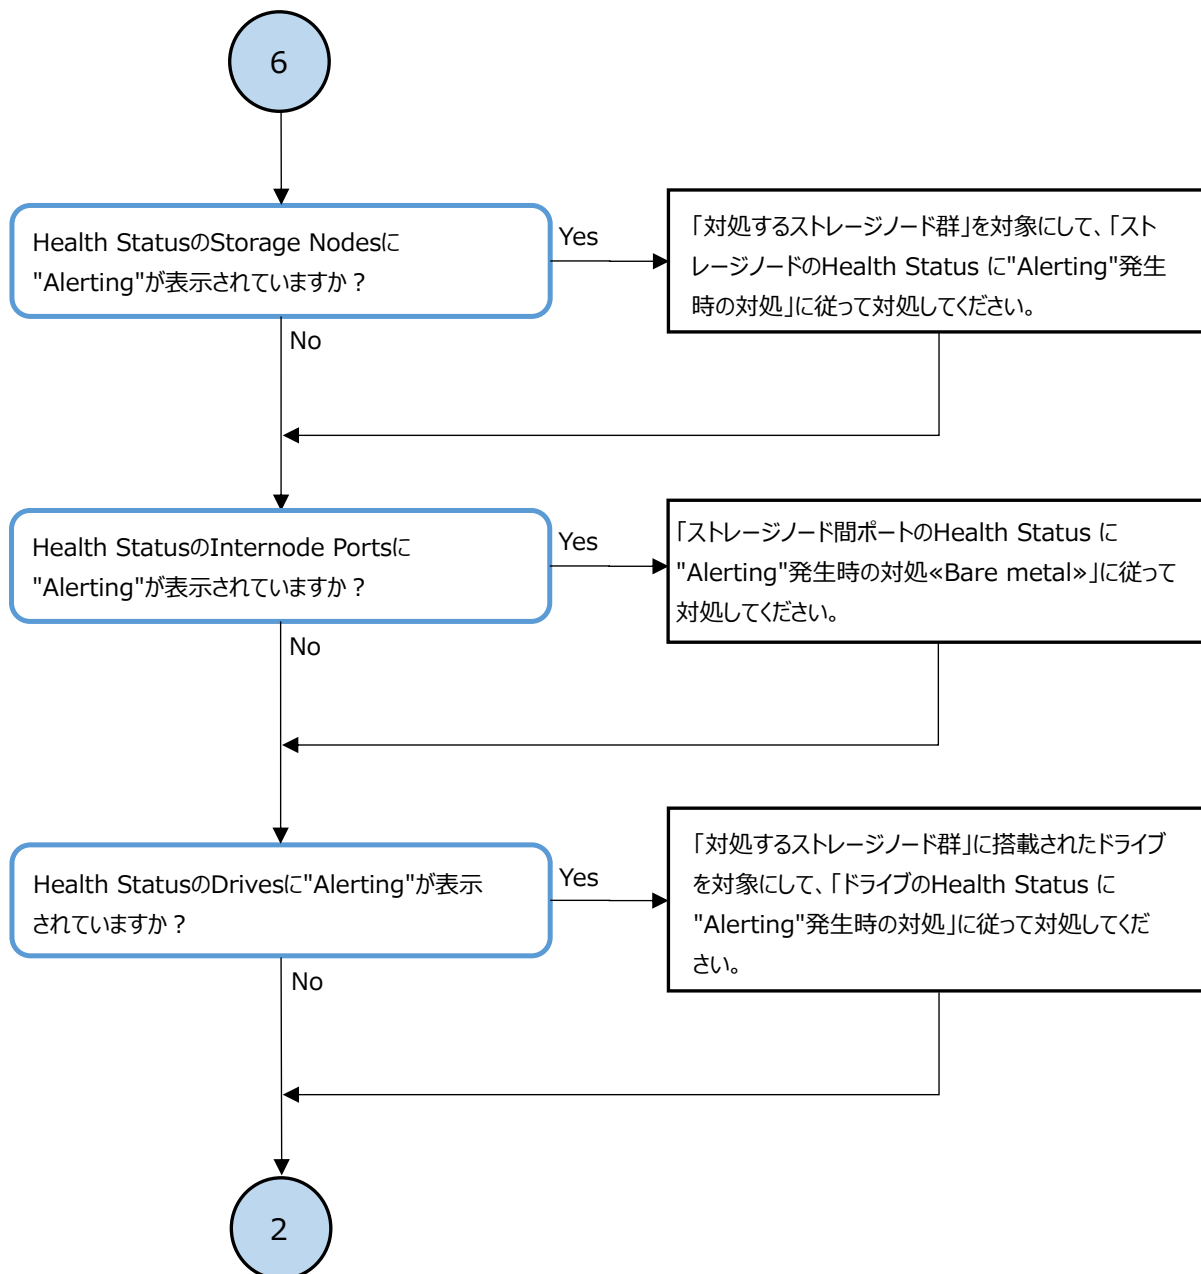 6
Health StatusのStorage Nodesに
"Alerting"が表示されていますか？
Yes
「対処するストレージノード群」を対象にして、「スト
レージノードのHealth Status に"Alerting"発生
時の対処」に従って対処してください。
No
Health StatusのInternode Portsに
"Alerting"が表示されていますか？
Yes
「ストレージノード間ポートのHealth Status に
"Alerting"発生時の対処«Bare metal»」に従って
対処してください。
No
Health StatusのDrivesに"Alerting"が表示
されていますか？
Yes
「対処するストレージノード群」に搭載されたドライブ
を対象にして、「ドライブのHealth Status に
"Alerting"発生時の対処」に従って対処してくだ
さい。
No
2